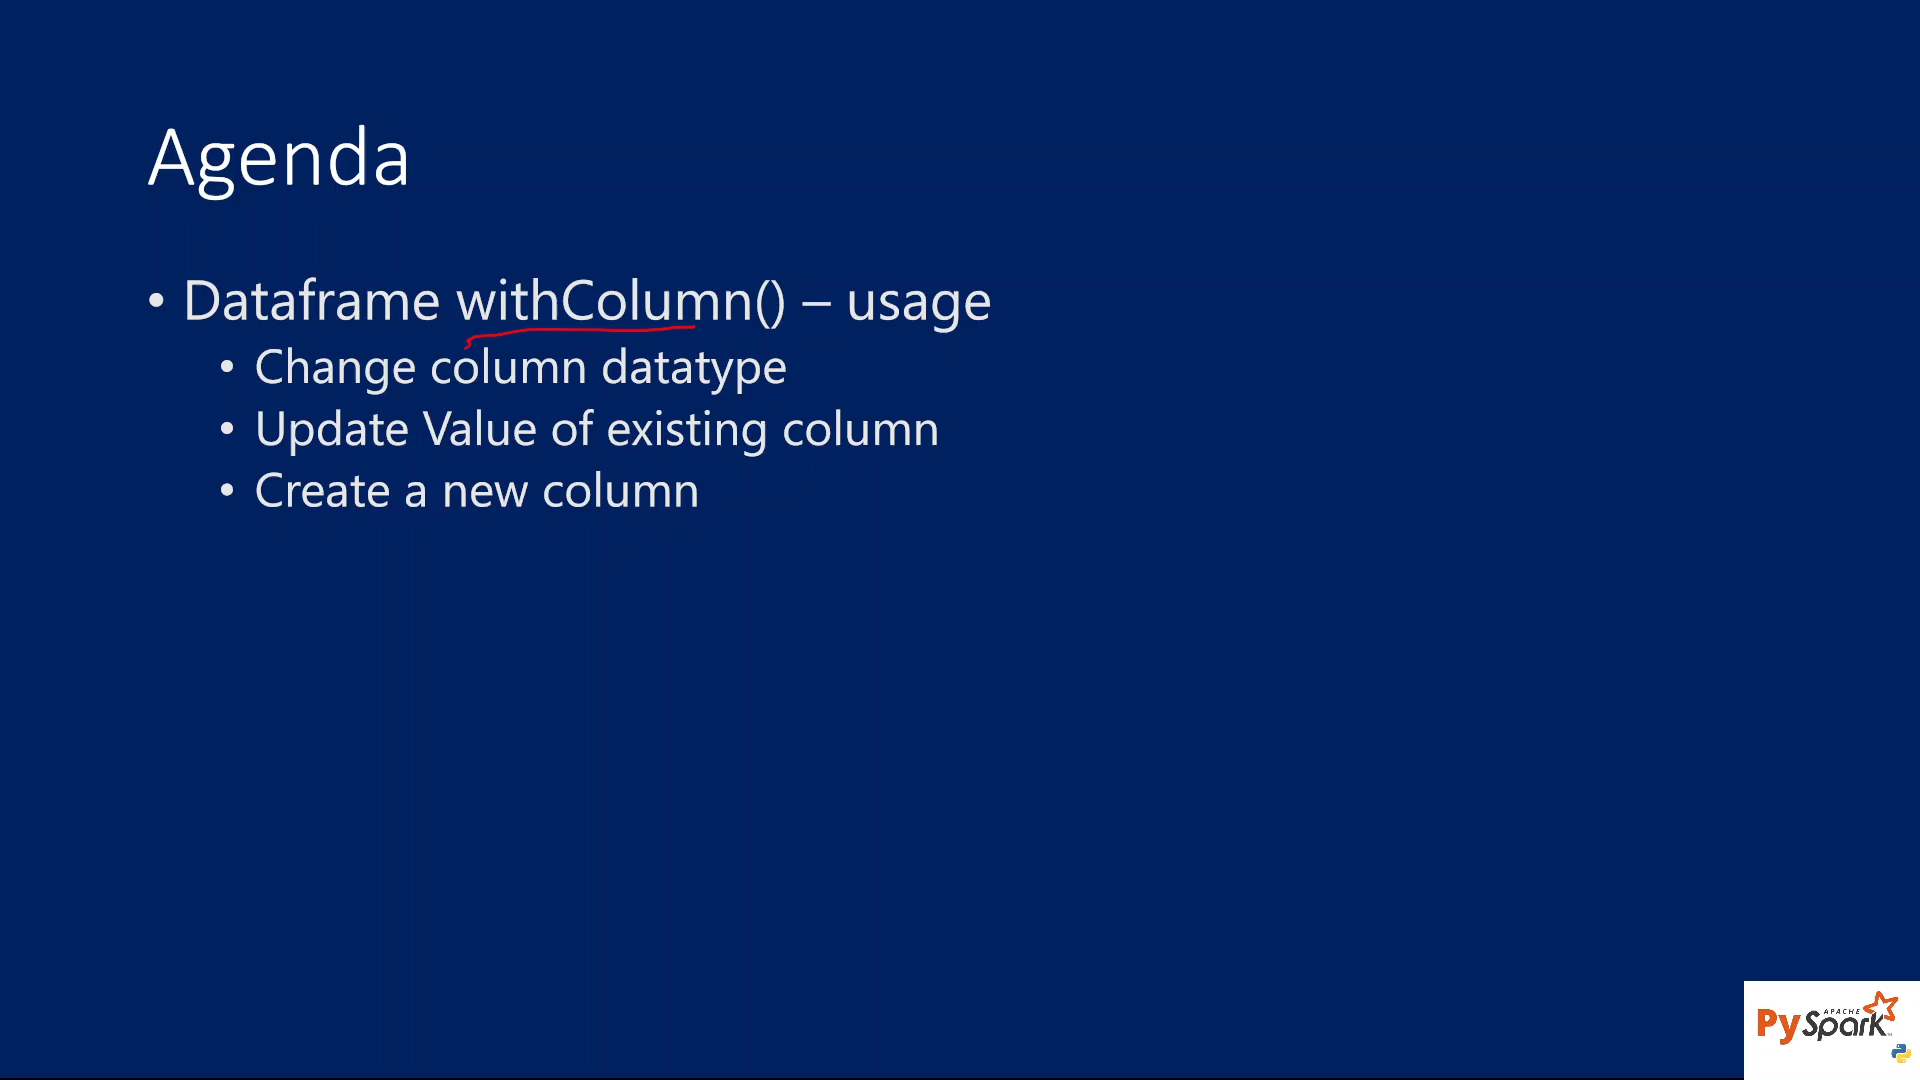 Agenda
• Dataframe withColumn() – usage
• Change column datatype
• Update Value of existing column
• Create a new column
APACHE
PySpark